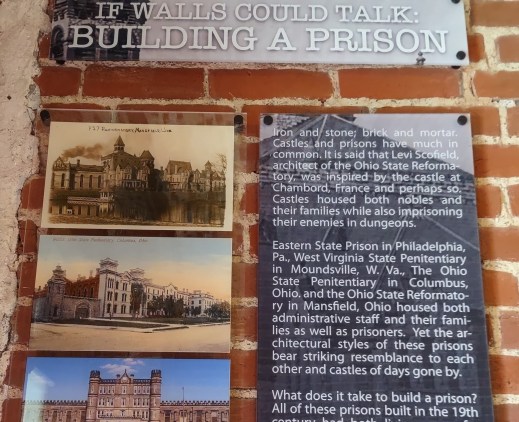 IF WALLS COULD TALK:
BUILDING A PRISON
Iron and stone; brick and mortar.
Castles and prisons have much in
common. It is said that Levi Scofield,
architect of the Ohio State Reforma-
tory, was inspired by the castle at
Chambord, France and perhaps so.
Castles housed both nobles and
their families while also imprisoning
their enemies in dungeons.
Eastern State Prison in Philadelphia,
Pa., West Virginia State Penitentiary
in Moundsville, W. Va., The Ohio
State Penitentiary in Columbus,
Ohio. and the Ohio State Reformato-
ry in Mansfield, Ohio housed both
administrative staff and their fami-
lies as well as prisoners. Yet the ar-
chitectural styles of these prisons
bear striking resemblance to each
other and castles of days gone by.
What does it take to build a prison?
All of these prisons built in the 19th